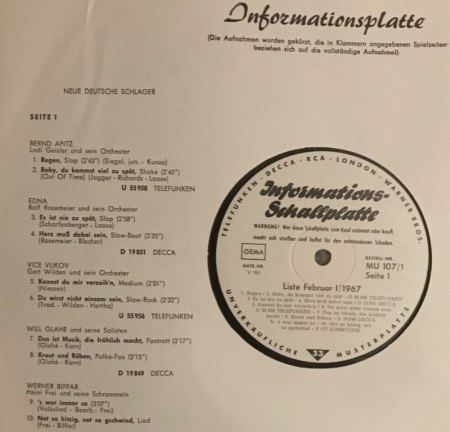 Informationsplatte
(Die Aufnahmen wurden gekürzt, die in Klammern angegebenen Spielzeiten
beziehen sich auf die vollständige Aufnahme).
NEUE DEUTSCHE SCHLAGER
SEITE 1
BERND APITZ
Ladi Geisler und sein Orchester
1. Regen, Slop (2'43") (Siegel, jun. - Kunze)
2. Baby, du kommst viel zu spät, Shake (2'45")
(Out Of Time) (Jagger - Richards - Loose)
U 55958 TELEFUNKEN
EDNA
Rolf Rosemeier und sein Orchester
3. Es ist nie zu spät, Slop (2'58")
(Scharfenberger - Loose)
4. Herz muß dabei sein, Slow-Beat (2'35")
(Rosemeier - Blecher)
D 19851 DECCA
VICE VUKOV
Gert Wilden und sein Orchester
5. Kannst du mir verzeih'n, Medium (2'01")
(Niessen)
6. Du wirst nicht einsam sein, Slow-Rock (2'32")
(Trad. - Wilden - Hertha)
U 55956 TELEFUNKEN
WILL GLAHE und seine Solisten
7. Das ist Musik, die fröhlich macht, Foxtrott (2'17")
(Glahé - Korn)
8. Kraut und Rüben, Polka-Fox (2'15")
(Glahé - Korn)
D 19849 DECCA
WERNER BIFFAR
Heini Frei und seine Schrammeln
9. 's war immer so (3'07")
(Volkslied - Bearb.: Frei)
10. Net so hitzig, net so gschwind, Lied
(Frei - Biffar)
TELEFUNKEN - DECCA - RCA - LONDON - WARNER BROS.
Informations-
Schallplatte
WARNUNG! Wer diese Schallplatte zum Kauf anbietet oder kauft,
macht sich strafbar und haftet für den entstandenen Schaden.
GEMA
BESTELL-NR.
MU 107/1
Seite 1
MATR.-NR.
Liste Februar I/1967
33
UNVERKÄUFLICHE MUSTERPLATTE